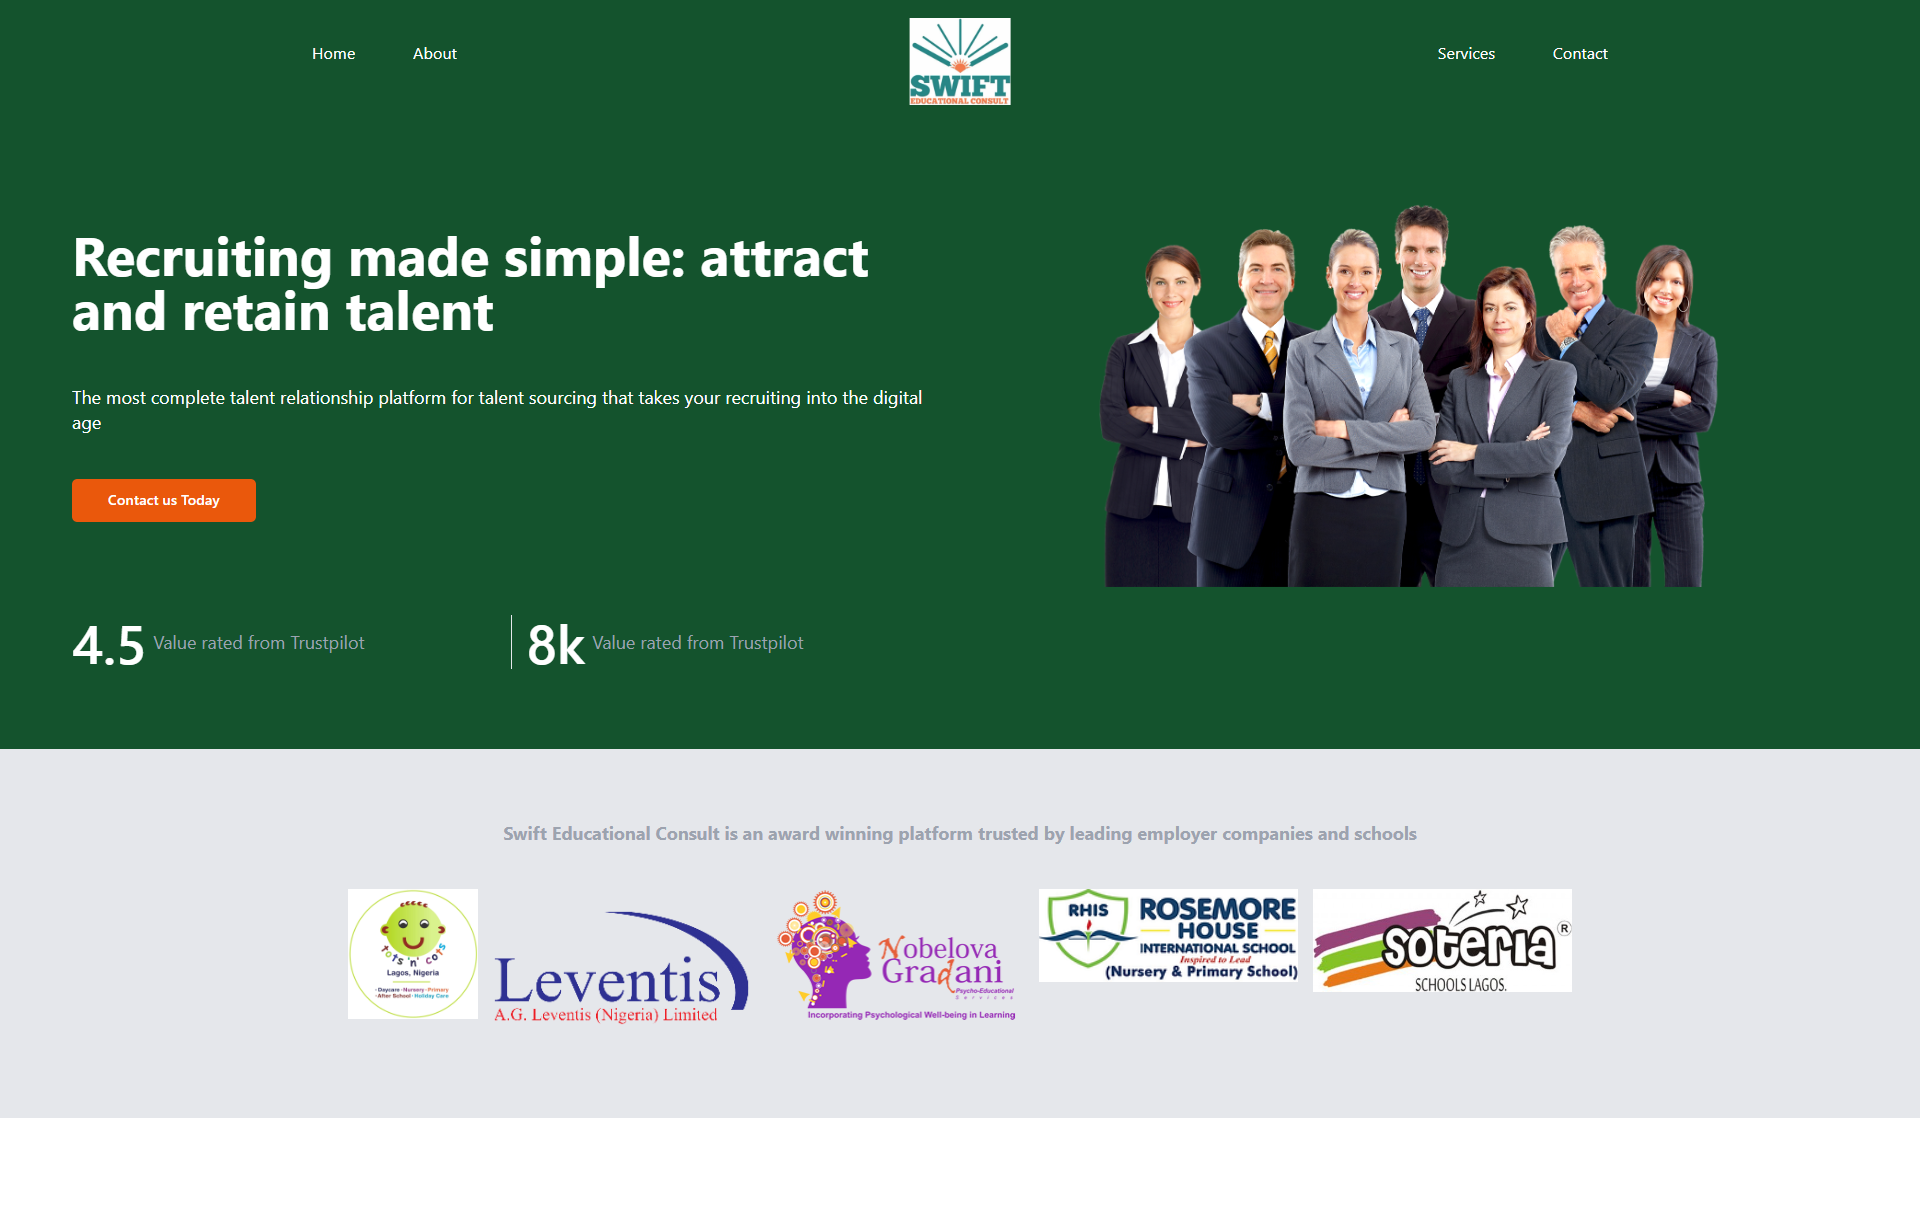 Home
About
SWIFT
EDUCATIONAL CONSULT
Services
Contact
Recruiting made simple: attract
and retain talent
The most complete talent relationship platform for talent sourcing that takes your recruiting into the digital
age
Contact us Today
4.5 Value rated from Trustpilot
8k Value rated from Trustpilot
Swift Educational Consult is an award winning platform trusted by leading employer companies and schools
tots 'n' cots
Lagos, Nigeria
- Daycare - Nursery - Primary
- After School - Holiday Care
Leventis
A.G. Leventis (Nigeria) Limited
Nobelova
Gradani
Psycho-Educational
Services
Incorporating Psychological Well-being in Learning
RHIS
ROSEMORE
HOUSE
INTERNATIONAL SCHOOL
Inspired to Lead
(Nursery & Primary School)
soteria ®
SCHOOLS LAGOS.